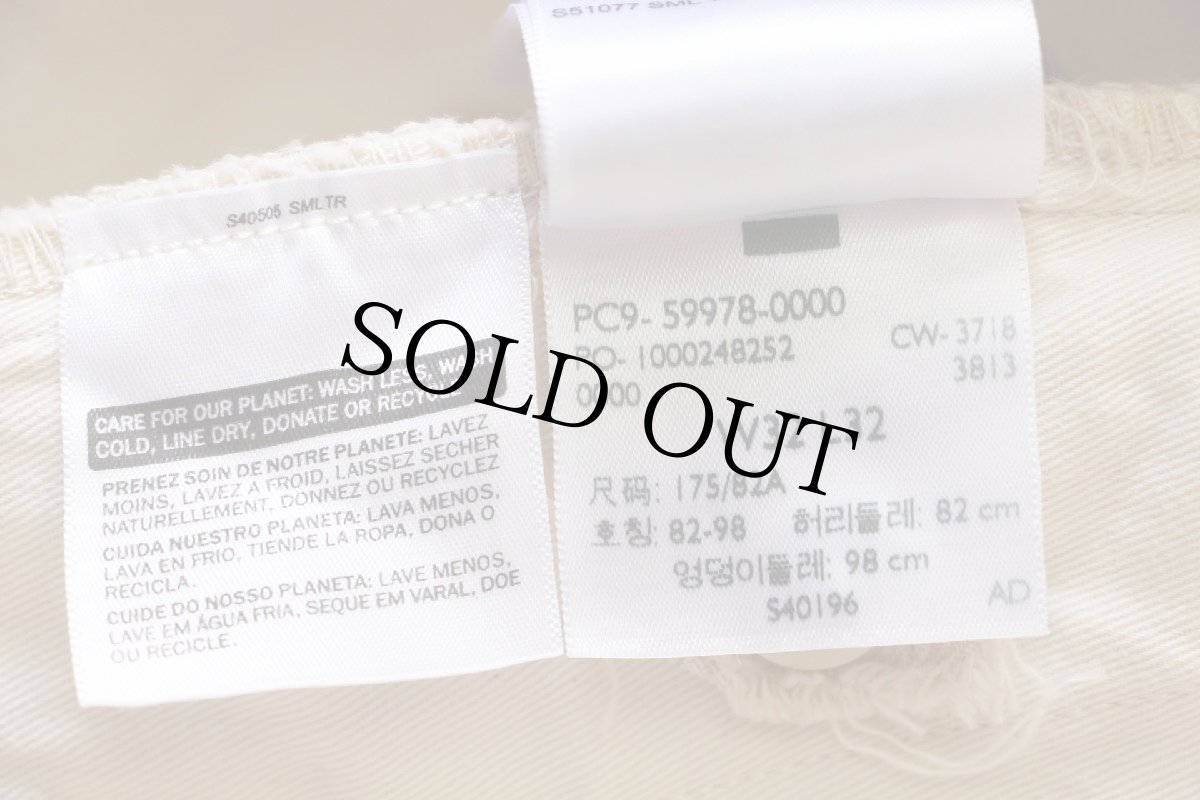 S51077 SML
S40505 SMLTR
CARE FOR OUR PLANET: WASH LESS, WASH
COLD, LINE DRY, DONATE OR RECYCLE
PRENEZ SOIN DE NOTRE PLANETE: LAVEZ
MOINS, LAVEZ A FROID, LAISSEZ SECHER
NATURELLEMENT, DONNEZ OU RECYCLEZ
CUIDA NUESTRO PLANETA: LAVA MENOS,
LAVA EN FRIO, TIENDE LA ROPA, DONA O
RECICLA.
CUIDE DO NOSSO PLANETA: LAVE MENOS,
LAVE EM ÁGUA FRIA, SEQUE EM VARAL, DOE
OU RECICLE.
PC9- 59978-0000
PO- 1000248252
0000
CW- 3718
3813
W32 L32
尺码: 175/82A
호칭: 82-98 허리둘레: 82 cm
엉덩이둘레: 98 cm
S40196
AD
SOLD OUT